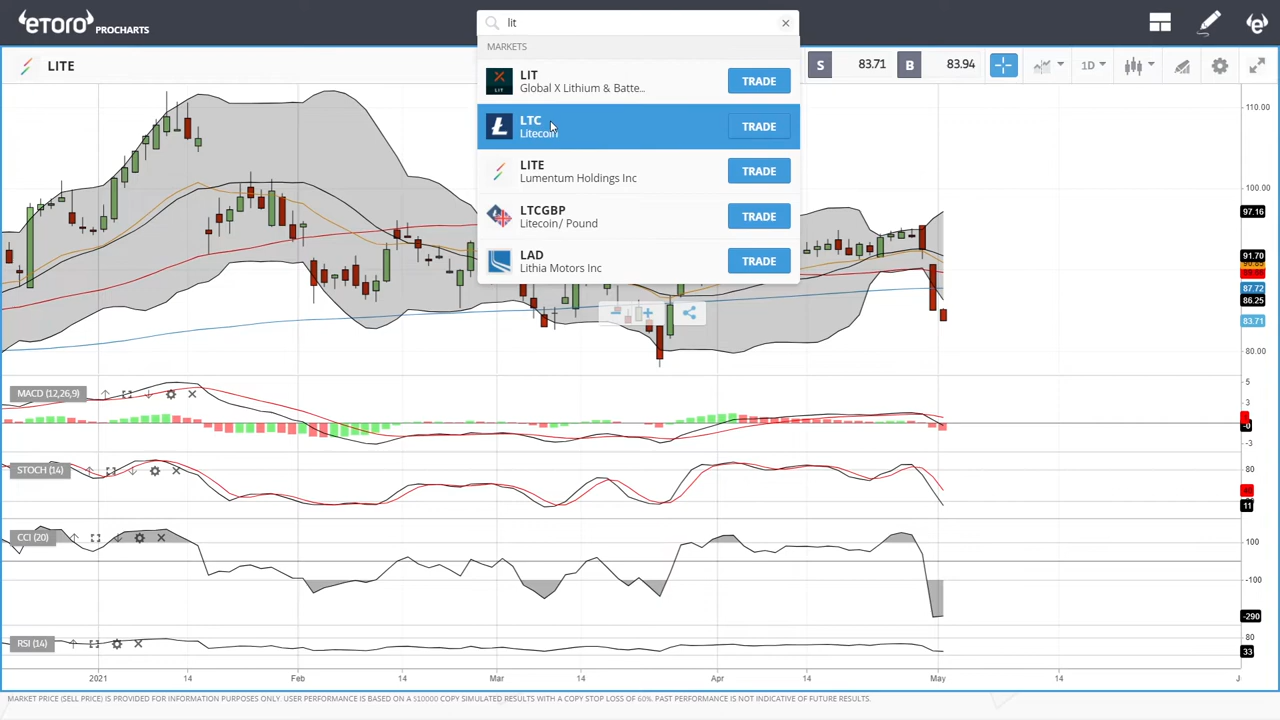 etoro PROCHARTS
lit
MARKETS
LIT
Global X Lithium & Batte...
TRADE
LTC
Litecoin
TRADE
LITE
Lumentum Holdings Inc
TRADE
LTCGBP
Litecoin/ Pound
TRADE
LAD
Lithia Motors Inc
TRADE
LITE
S 83.71 B 83.94
1D
110.00
100.00
97.16
91.70
87.72
86.25
83.71
80.00
MACD (12,26,9)
5
3
-0
-3
STOCH (14)
80
11
CCI (20)
100
-100
-290
RSI (14)
80
33
2021 14 Feb 14 Mar 14 Apr 14 May 14 J
MARKET PRICE (SELL PRICE) IS PROVIDED FOR INFORMATION PURPOSES ONLY. USER PERFORMANCE IS BASED ON A $10000 COPY SIMULATED RESULTS WITH A COPY STOP LOSS OF 60%. PAST PERFORMANCE IS NOT INDICATIVE OF FUTURE RESULTS.